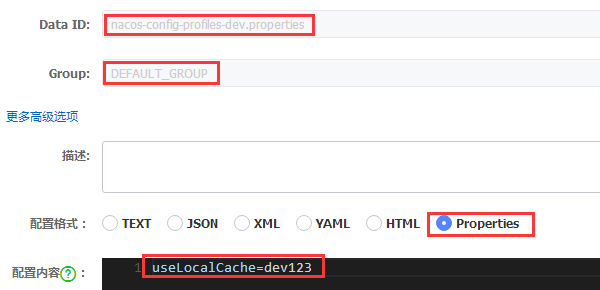 Data ID: nacos-config-profiles-dev.properties
Group: DEFAULT_GROUP
更多高级选项
描述:
配置格式： TEXT JSON XML YAML HTML Properties
配置内容?： 1 useLocalCache=dev123